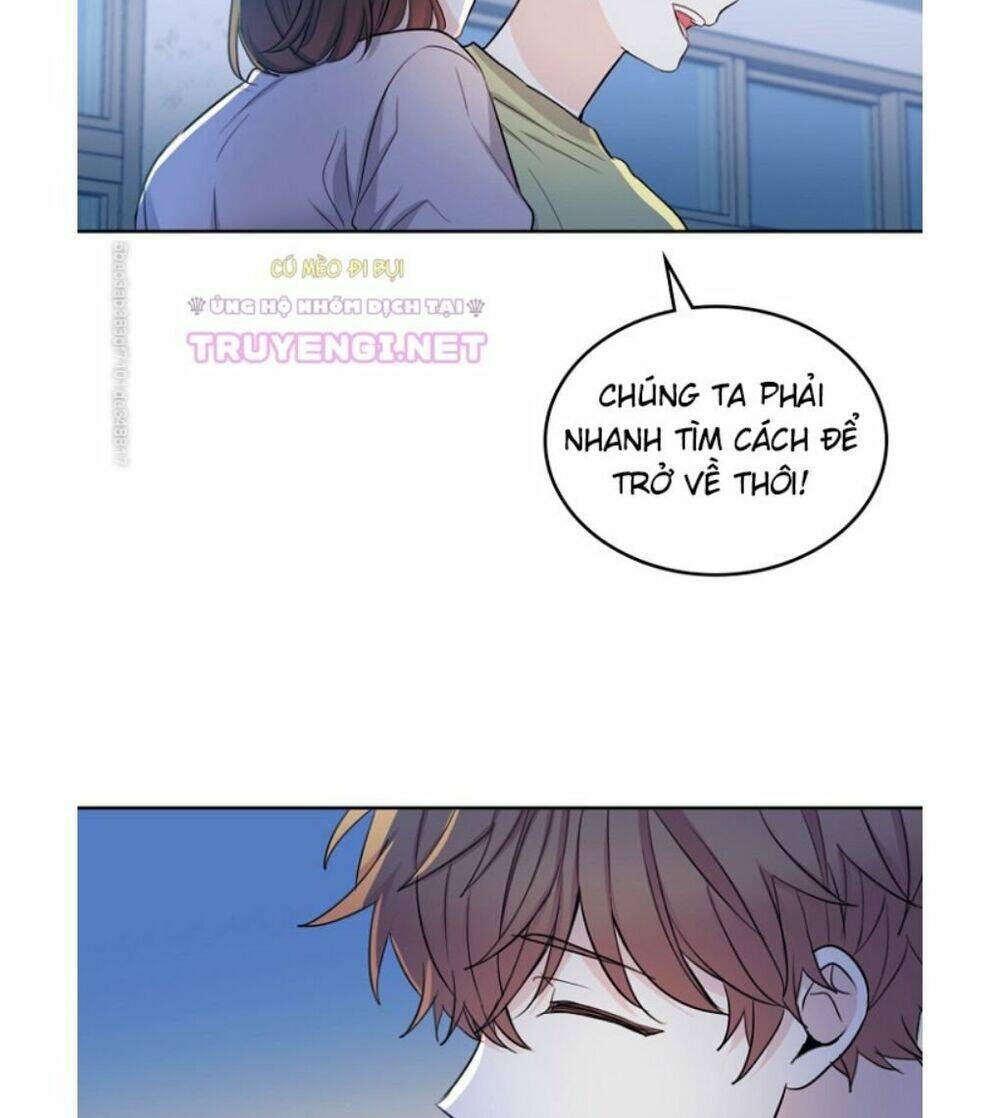 CÚ MÈO ĐI BỤI
ỦNG HỘ NHÓM DỊCH TẠI
TRUYENGI.NET
CHÚNG TA PHẢI
NHANH TÌM CÁCH ĐỂ
TRỞ VỀ THÔI!